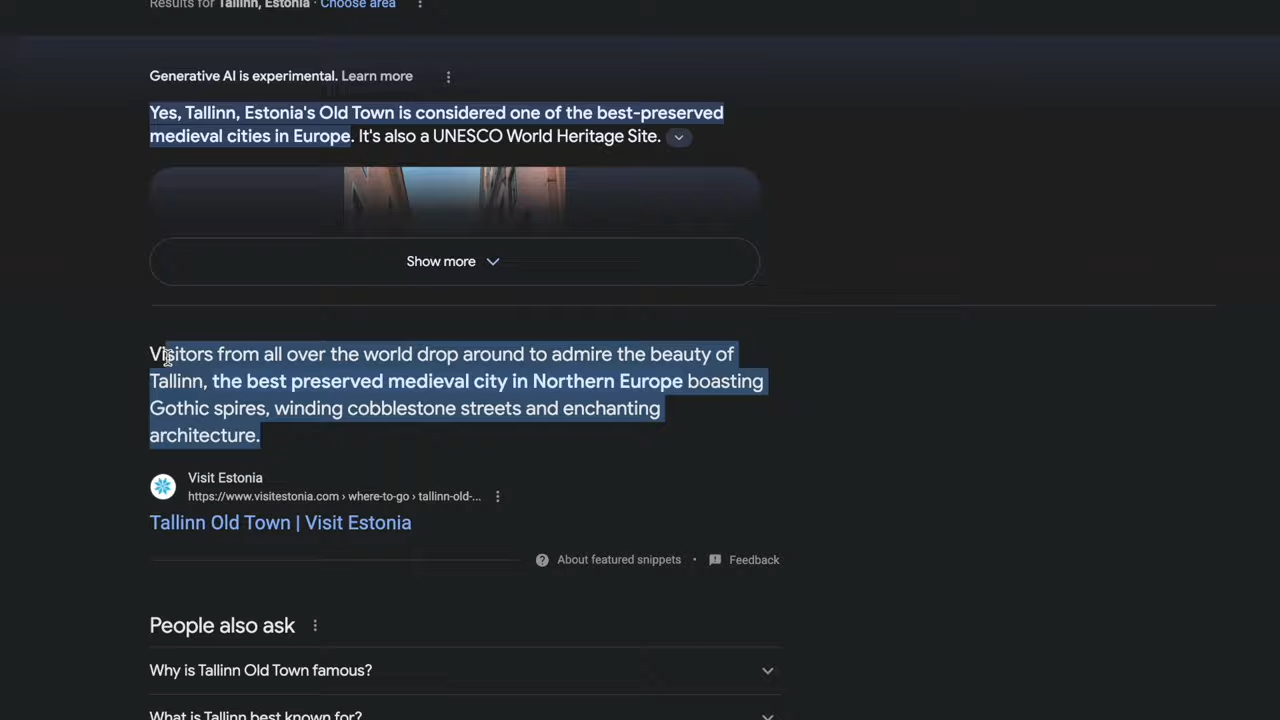 Results for Tallinn, Estonia · Choose area
Generative AI is experimental. Learn more
Yes, Tallinn, Estonia's Old Town is considered one of the best-preserved
medieval cities in Europe. It's also a UNESCO World Heritage Site.
Show more
Visitors from all over the world drop around to admire the beauty of
Tallinn, the best preserved medieval city in Northern Europe boasting
Gothic spires, winding cobblestone streets and enchanting
architecture.
Visit Estonia
https://www.visitestonia.com › where-to-go › tallinn-old-...
Tallinn Old Town | Visit Estonia
About featured snippets · Feedback
People also ask
Why is Tallinn Old Town famous?
What is Tallinn best known for?